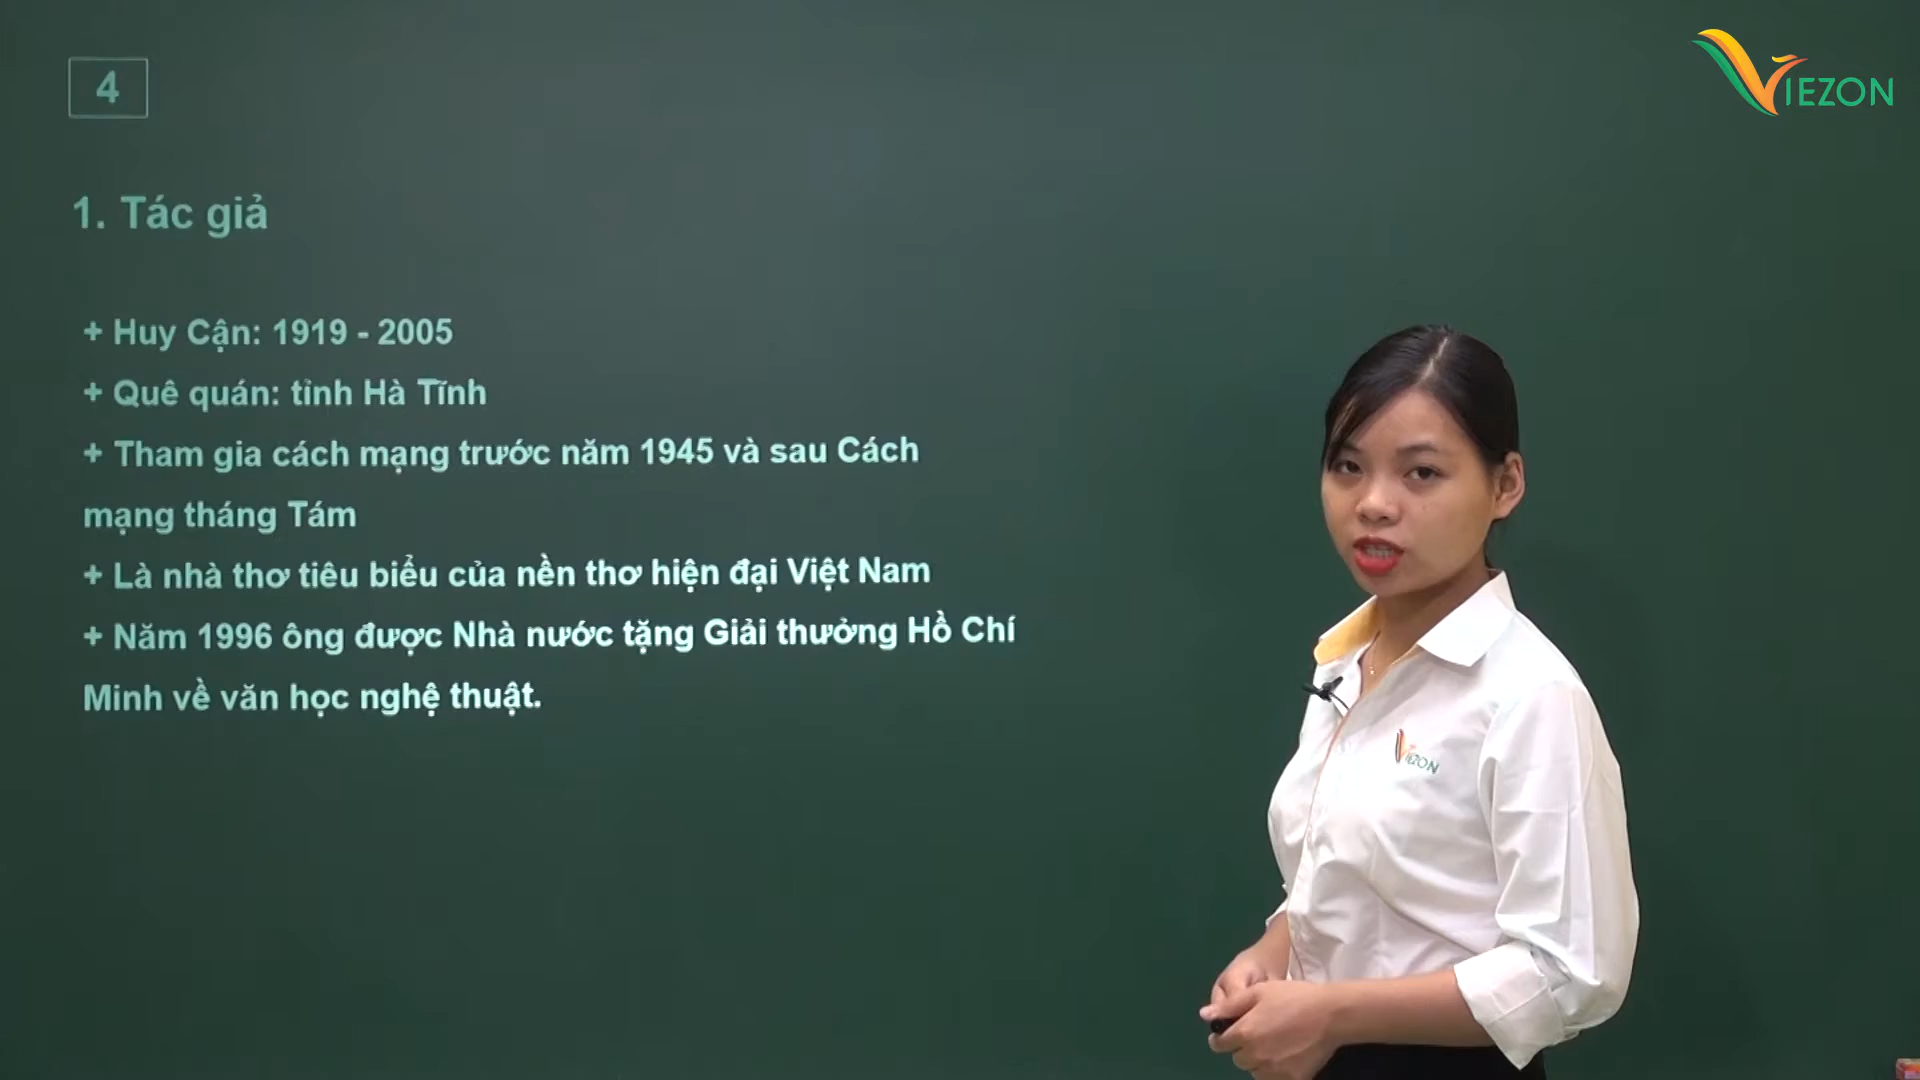 4
VIEZON
1. Tác giả
+ Huy Cận: 1919 - 2005
+ Quê quán: tỉnh Hà Tĩnh
+ Tham gia cách mạng trước năm 1945 và sau Cách
mạng tháng Tám
+ Là nhà thơ tiêu biểu của nền thơ hiện đại Việt Nam
+ Năm 1996 ông được Nhà nước tặng Giải thưởng Hồ Chí
Minh về văn học nghệ thuật.
VIEZON